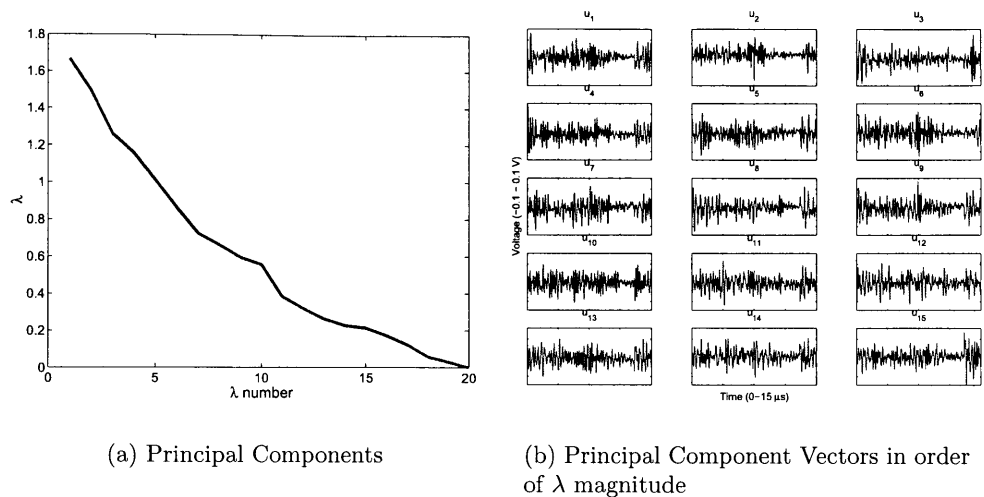 1.8
1.6
1.4
1.2
1
0.8
0.6
0.4
0.2
0
λ
0
5
10
15
20
λ number
(a) Principal Components
u1
u2
u3
u4
u5
u6
u7
u8
u9
u10
u11
u12
u13
u14
u15
Voltage (−0.1 − 0.1 V)
Time (0−15 μs)
(b) Principal Component Vectors in order
of λ magnitude